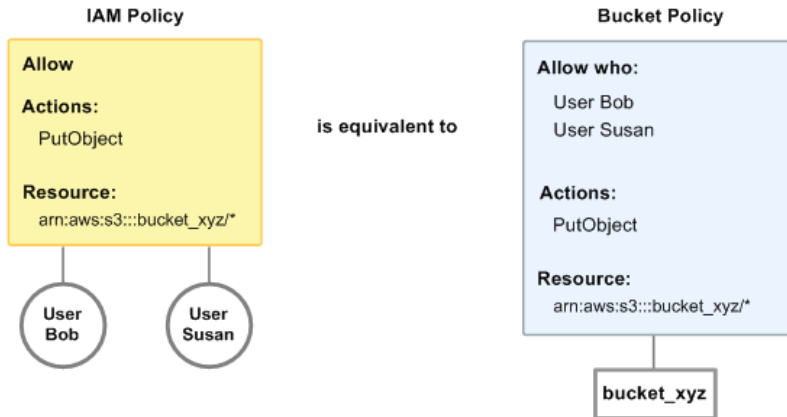 IAM Policy
Allow
Actions:
PutObject
Resource:
arn:aws:s3:::bucket_xyz/*
User
Bob
User
Susan
is equivalent to
Bucket Policy
Allow who:
User Bob
User Susan
Actions:
PutObject
Resource:
arn:aws:s3:::bucket_xyz/*
bucket_xyz